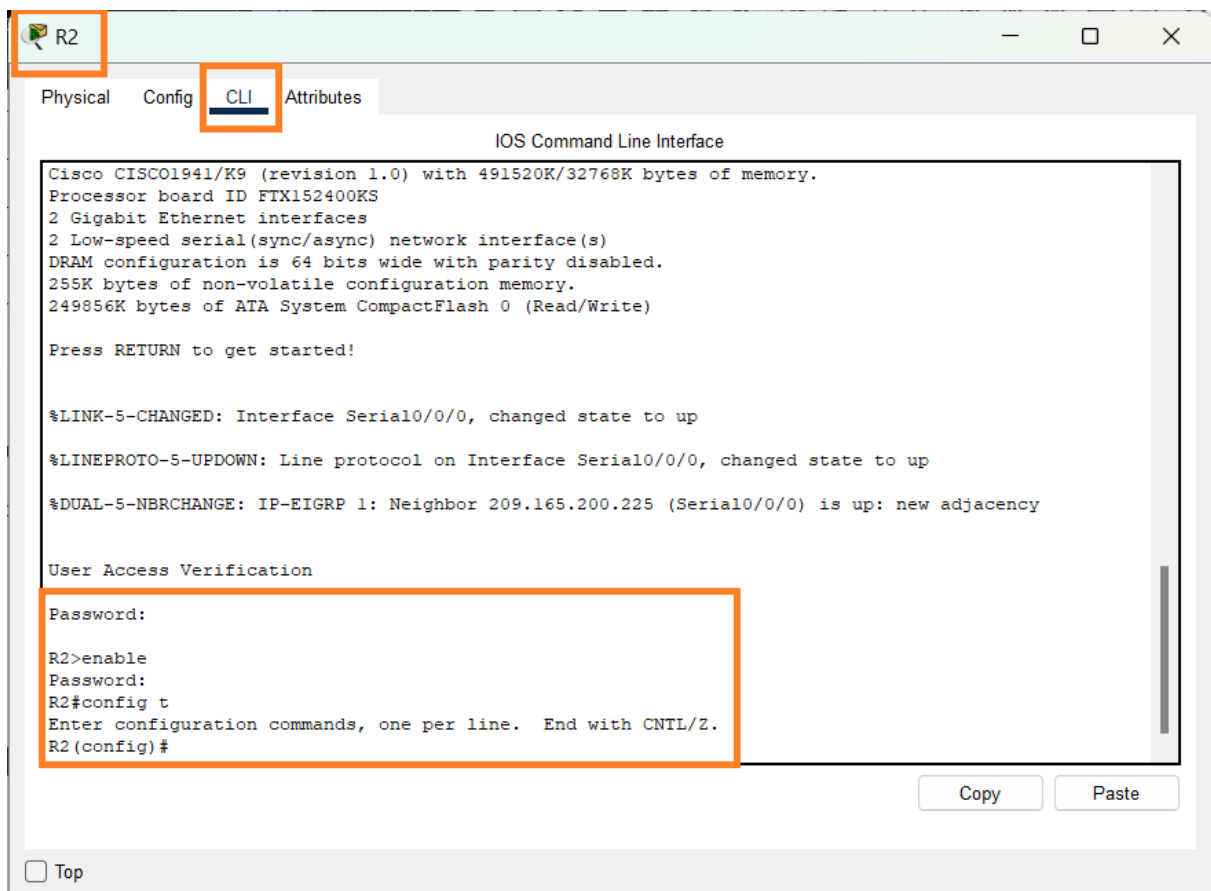 R2
Physical Config CLI Attributes
IOS Command Line Interface
Cisco CISCO1941/K9 (revision 1.0) with 491520K/32768K bytes of memory.
Processor board ID FTX152400KS
2 Gigabit Ethernet interfaces
2 Low-speed serial(sync/async) network interface(s)
DRAM configuration is 64 bits wide with parity disabled.
255K bytes of non-volatile configuration memory.
249856K bytes of ATA System CompactFlash 0 (Read/Write)
Press RETURN to get started!
%LINK-5-CHANGED: Interface Serial0/0/0, changed state to up
%LINEPROTO-5-UPDOWN: Line protocol on Interface Serial0/0/0, changed state to up
%DUAL-5-NBRCHANGE: IP-EIGRP 1: Neighbor 209.165.200.225 (Serial0/0/0) is up: new adjacency
User Access Verification
Password:
R2>enable
Password:
R2#config t
Enter configuration commands, one per line.  End with CNTL/Z.
R2(config)#
Copy Paste
Top